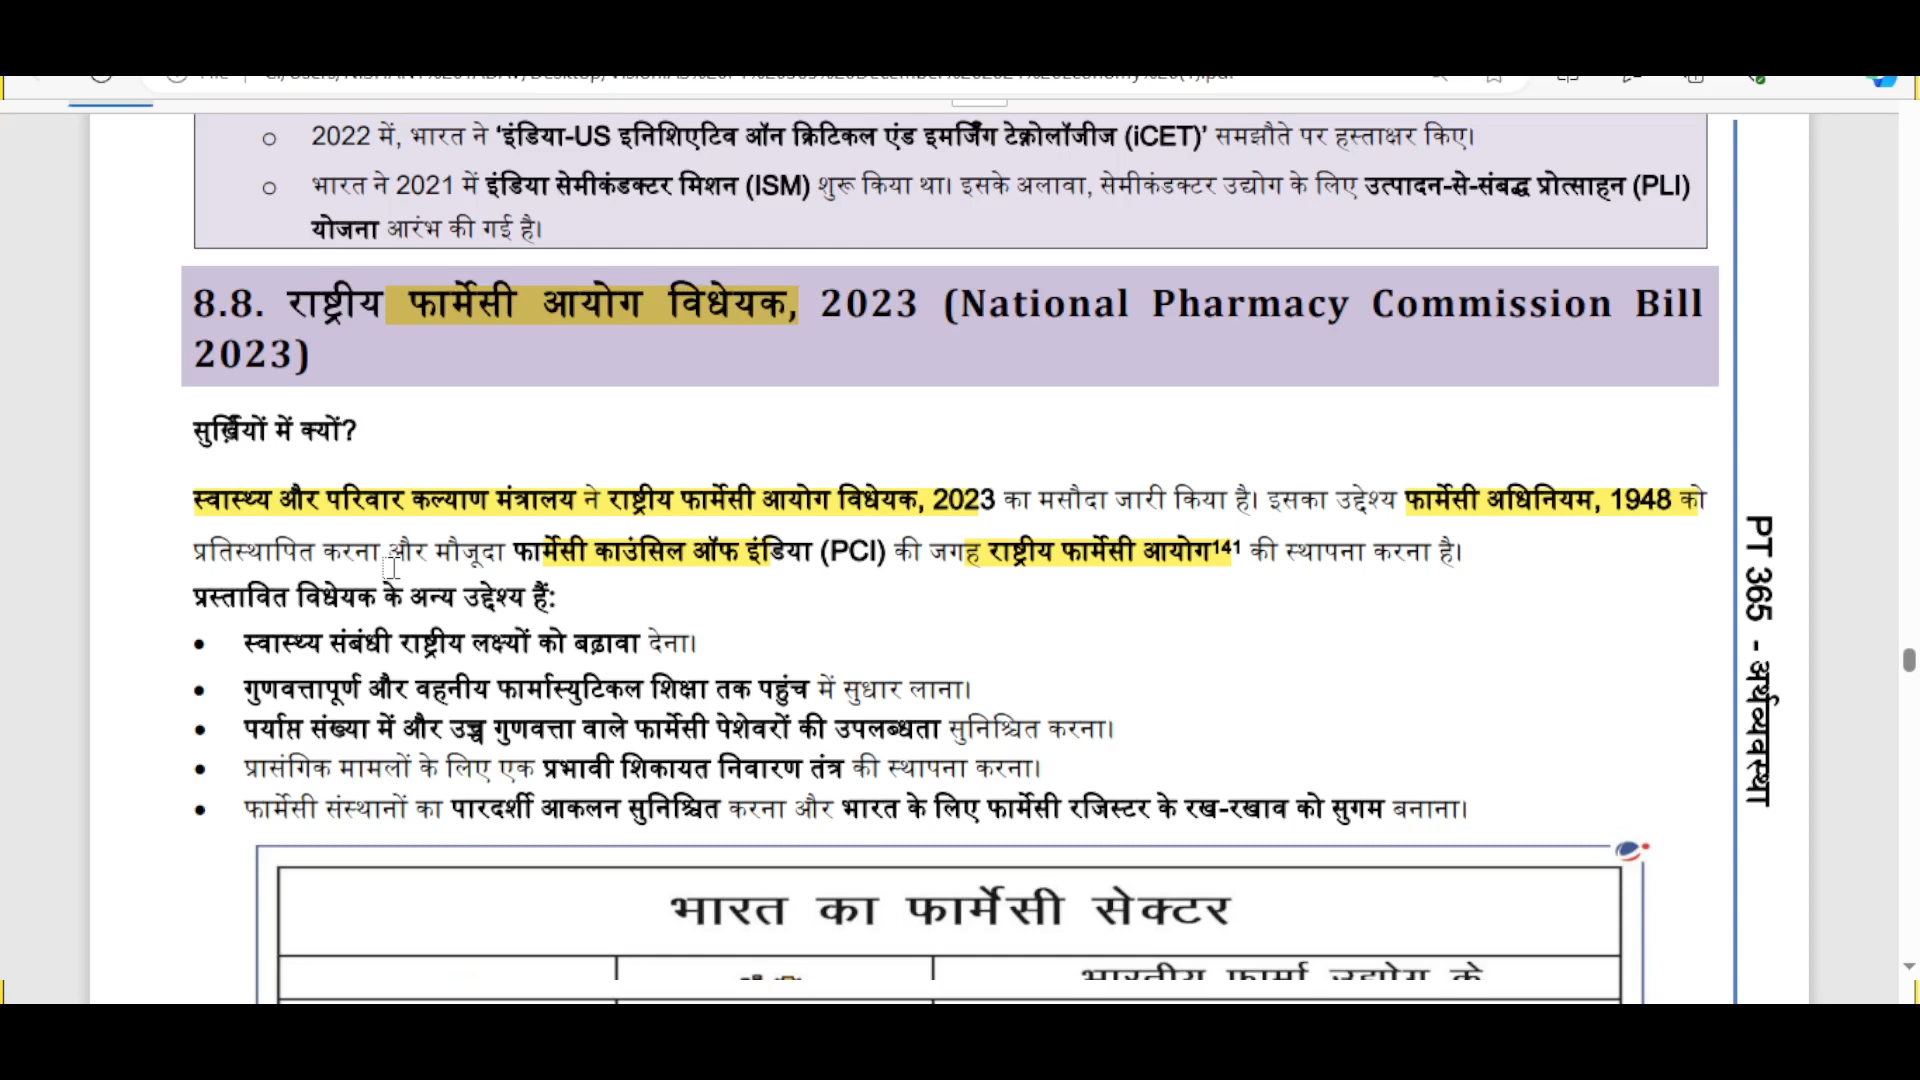 2022 में, भारत ने ‘इंडिया-US इनिशिएटिव ऑन क्रिटिकल एंड इमर्जिंग टेक्नोलॉजीज (iCET)’ समझौते पर हस्ताक्षर किए।
भारत ने 2021 में इंडिया सेमीकंडक्टर मिशन (ISM) शुरू किया था। इसके अलावा, सेमीकंडक्टर उद्योग के लिए उत्पादन-से-संबद्ध प्रोत्साहन (PLI)
योजना आरंभ की गई है।
8.8. राष्ट्रीय फार्मेसी आयोग विधेयक, 2023 (National Pharmacy Commission Bill
2023)
सुर्ख़ियों में क्यों?
स्वास्थ्य और परिवार कल्याण मंत्रालय ने राष्ट्रीय फार्मेसी आयोग विधेयक, 2023 का मसौदा जारी किया है। इसका उद्देश्य फार्मेसी अधिनियम, 1948 को
प्रतिस्थापित करना और मौजूदा फार्मेसी काउंसिल ऑफ इंडिया (PCI) की जगह राष्ट्रीय फार्मेसी आयोग¹⁴¹ की स्थापना करना है।
प्रस्तावित विधेयक के अन्य उद्देश्य हैं:
स्वास्थ्य संबंधी राष्ट्रीय लक्ष्यों को बढ़ावा देना।
गुणवत्तापूर्ण और वहनीय फार्मास्युटिकल शिक्षा तक पहुंच में सुधार लाना।
पर्याप्त संख्या में और उच्च गुणवत्ता वाले फार्मेसी पेशेवरों की उपलब्धता सुनिश्चित करना।
प्रासंगिक मामलों के लिए एक प्रभावी शिकायत निवारण तंत्र की स्थापना करना।
फार्मेसी संस्थानों का पारदर्शी आकलन सुनिश्चित करना और भारत के लिए फार्मेसी रजिस्टर के रख-रखाव को सुगम बनाना।
भारत का फार्मेसी सेक्टर
भारतीय फार्मा उद्योग के
PT 365 - अर्थव्यवस्था